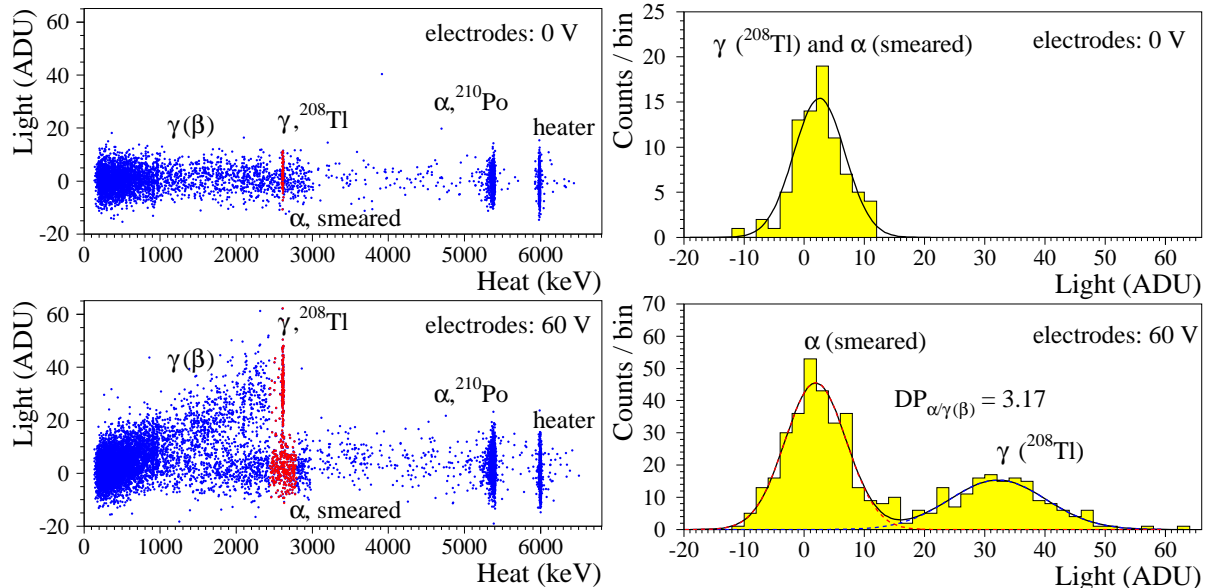 Light (ADU)
60
40
20
0
-20
electrodes: 0 V
γ(β)
γ,²⁰⁸Tl
α,²¹⁰Po
heater
α, smeared
0 1000 2000 3000 4000 5000 6000
Heat (keV)
Counts / bin
25
20
15
10
5
0
γ (²⁰⁸Tl) and α (smeared)
electrodes: 0 V
-20 -10 0 10 20 30 40 50 60
Light (ADU)
Light (ADU)
60
40
20
0
-20
γ,²⁰⁸Tl
electrodes: 60 V
γ(β)
α,²¹⁰Po
heater
α, smeared
0 1000 2000 3000 4000 5000 6000
Heat (keV)
Counts / bin
70
60
50
40
30
20
10
0
α (smeared)
electrodes: 60 V
DPα/γ(β) = 3.17
γ (²⁰⁸Tl)
-20 -10 0 10 20 30 40 50 60
Light (ADU)